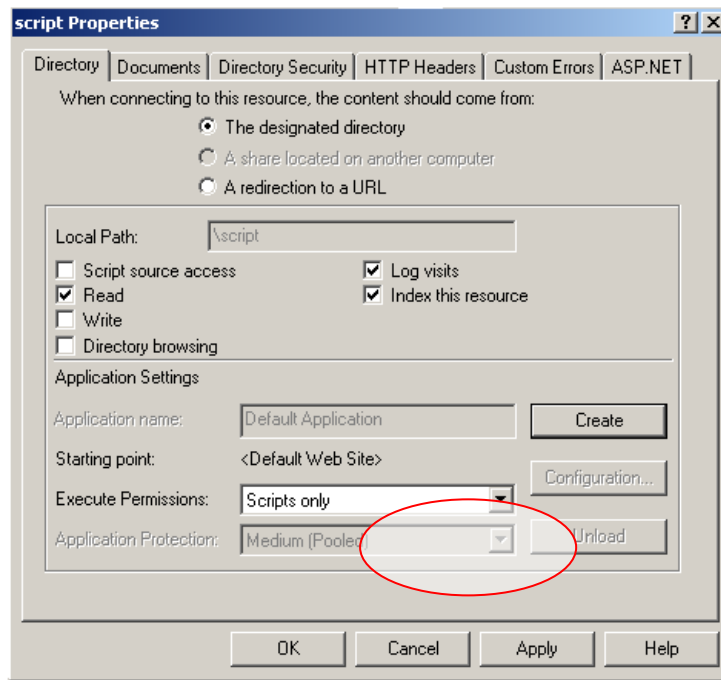 script Properties
Directory Documents Directory Security HTTP Headers Custom Errors ASP.NET
When connecting to this resource, the content should come from:
The designated directory
A share located on another computer
A redirection to a URL
Local Path: \script
Script source access Log visits
Read Index this resource
Write
Directory browsing
Application Settings
Application name: Default Application Create
Starting point: <Default Web Site>
Configuration...
Execute Permissions: Scripts only
Application Protection: Medium (Pooled) Unload
OK Cancel Apply Help